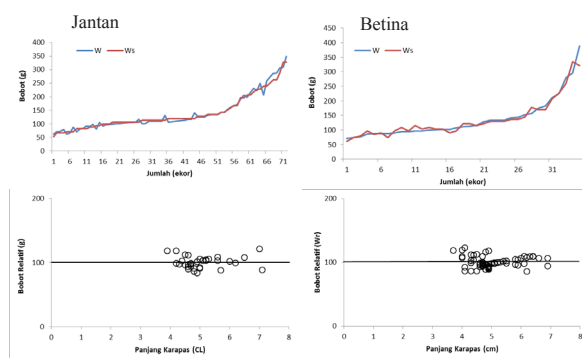 Jantan
Betina
400
350
300
250
200
150
100
50
0
Bobot (g)
W Ws
1 6 11 16 21 26 31 36 41 46 51 56 61 66 71
Jumlah (ekor)
450
400
350
300
250
200
150
100
50
0
Bobot (g)
W Ws
1 6 11 16 21 26 31
Jumlah (ekor)
200
100
0
Bobot Relatif (g)
0 1 2 3 4 5 6 7 8
Panjang Karapas (CL)
200
100
0
Bobot Relatif (Wr)
0 1 2 3 4 5 6 7 8
Panjang Karapas (cm)